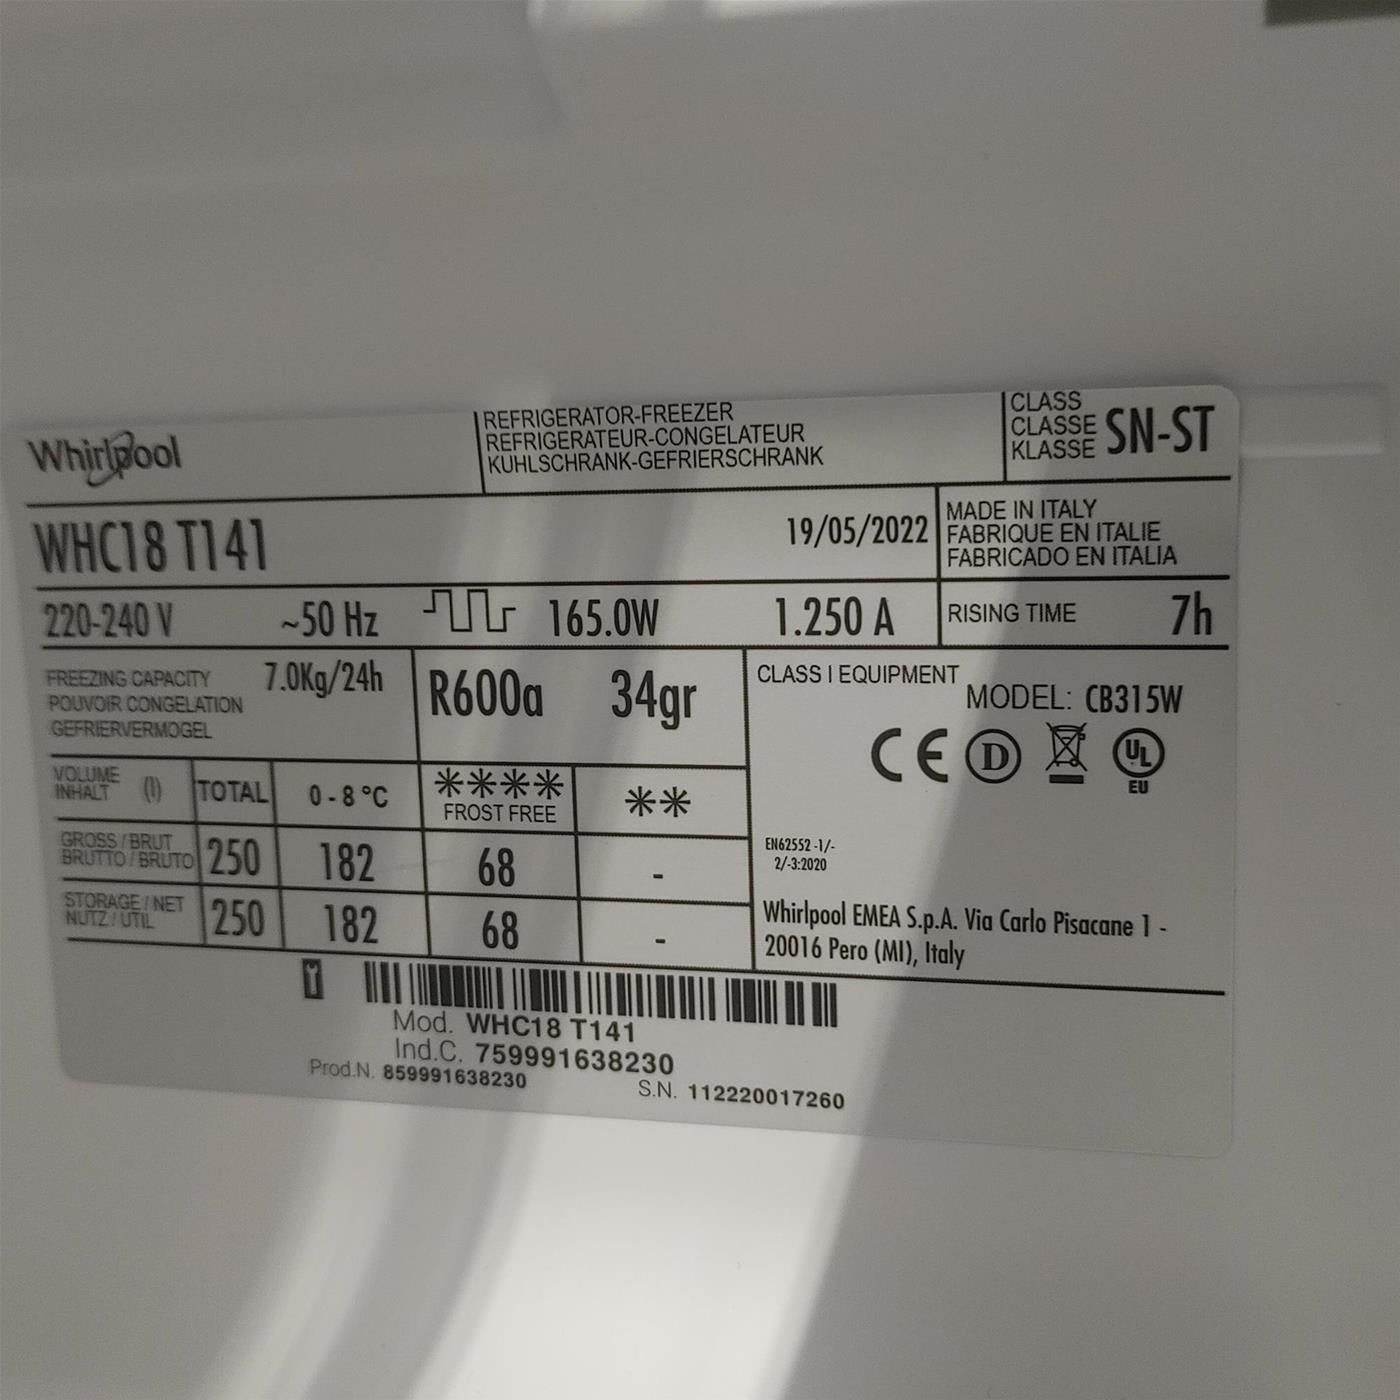 Whirlpool
REFRIGERATOR-FREEZER
REFRIGERATEUR-CONGELATEUR
KUHLSCHRANK-GEFRIERSCHRANK
CLASS
CLASSE
KLASSE
SN-ST
WHC18 T141
19/05/2022
MADE IN ITALY
FABRIQUE EN ITALIE
FABRICADO EN ITALIA
220-240 V ~50 Hz 165.0W 1.250 A
RISING TIME 7h
FREEZING CAPACITY 7.0Kg/24h
POUVOIR CONGELATION
GEFRIERVERMOGEL
R600a 34gr
CLASS I EQUIPMENT
MODEL: CB315W
CE D UL
EU
VOLUME
INHALT (l)
TOTAL
0 - 8 °C
****
FROST FREE
**
GROSS / BRUT
BRUTTO / BRUTO
250 182 68 -
STORAGE / NET
NUTZ / UTIL
250 182 68 -
EN62552 -1/-
2/-3:2020
Whirlpool EMEA S.p.A. Via Carlo Pisacane 1 -
20016 Pero (MI), Italy
Mod. WHC18 T141
Ind.C. 759991638230
Prod.N. 859991638230
S.N. 112220017260